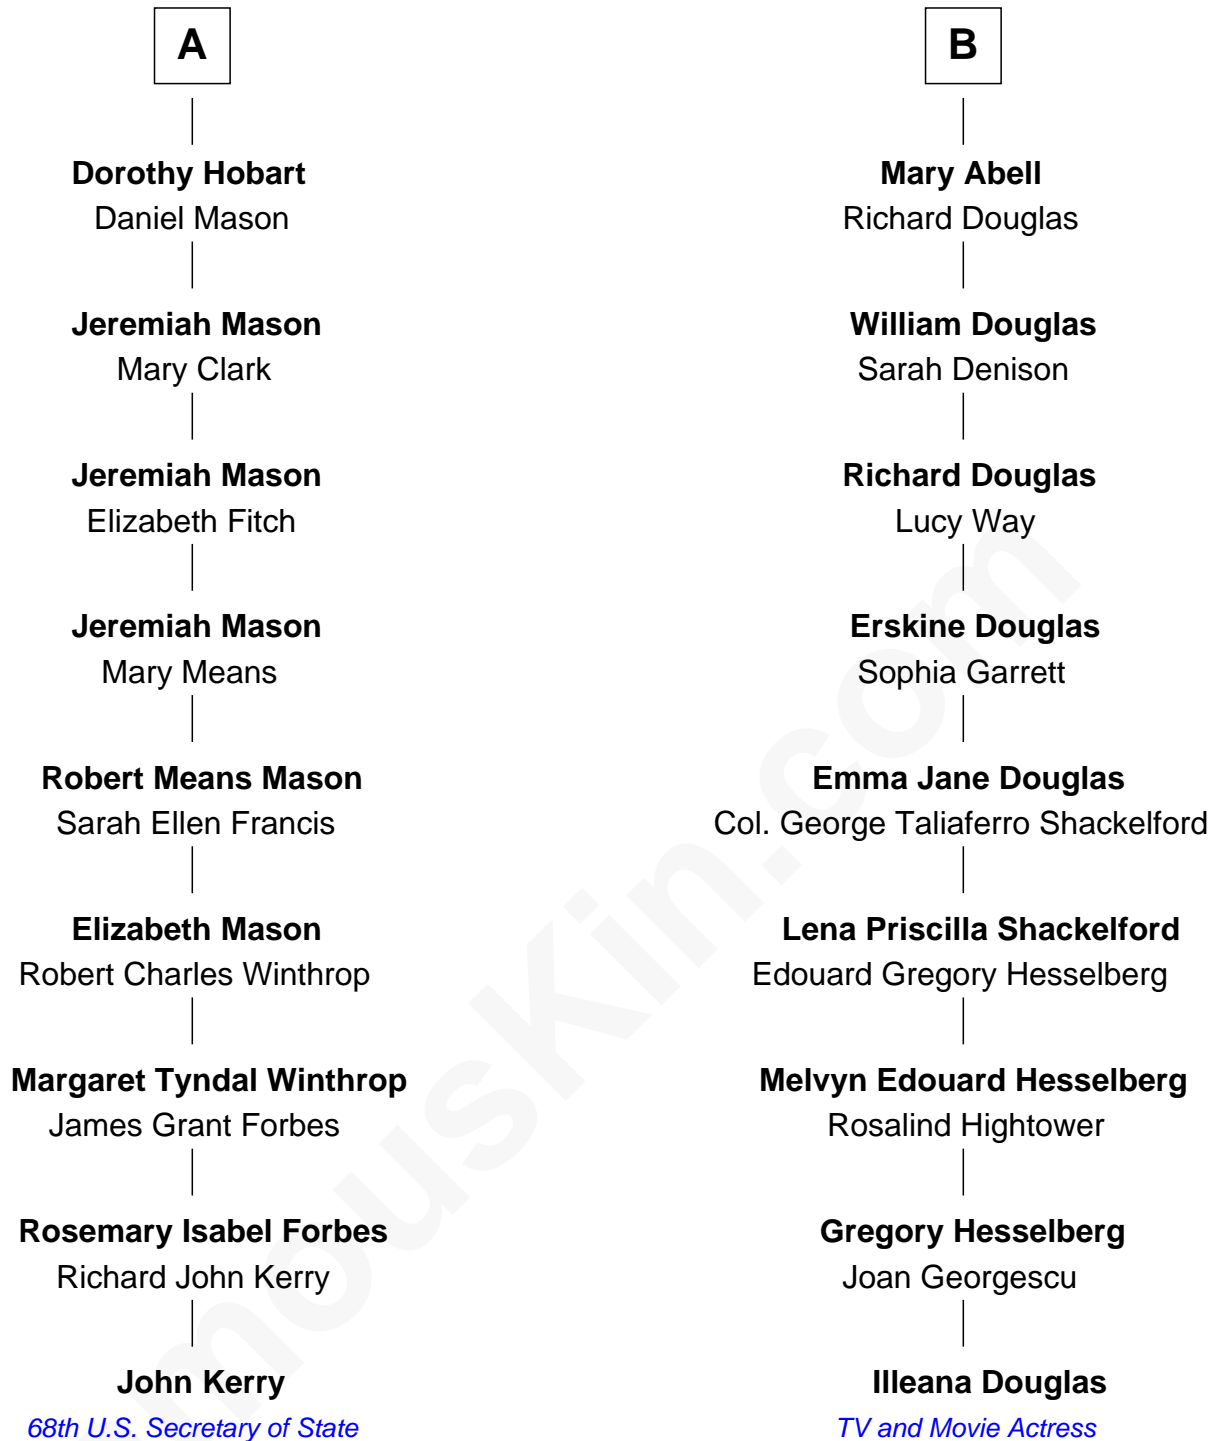 A
Dorothy Hobart
Daniel Mason
Jeremiah Mason
Mary Clark
Jeremiah Mason
Elizabeth Fitch
Jeremiah Mason
Mary Means
Robert Means Mason
Sarah Ellen Francis
Elizabeth Mason
Robert Charles Winthrop
Margaret Tyndal Winthrop
James Grant Forbes
Rosemary Isabel Forbes
Richard John Kerry
John Kerry
68th U.S. Secretary of State
B
Mary Abell
Richard Douglas
William Douglas
Sarah Denison
Richard Douglas
Lucy Way
Erskine Douglas
Sophia Garrett
Emma Jane Douglas
Col. George Taliaferro Shackelford
Lena Priscilla Shackelford
Edouard Gregory Hesselberg
Melvyn Edouard Hesselberg
Rosalind Hightower
Gregory Hesselberg
Joan Georgescu
Illeana Douglas
TV and Movie Actress
mousKin.com